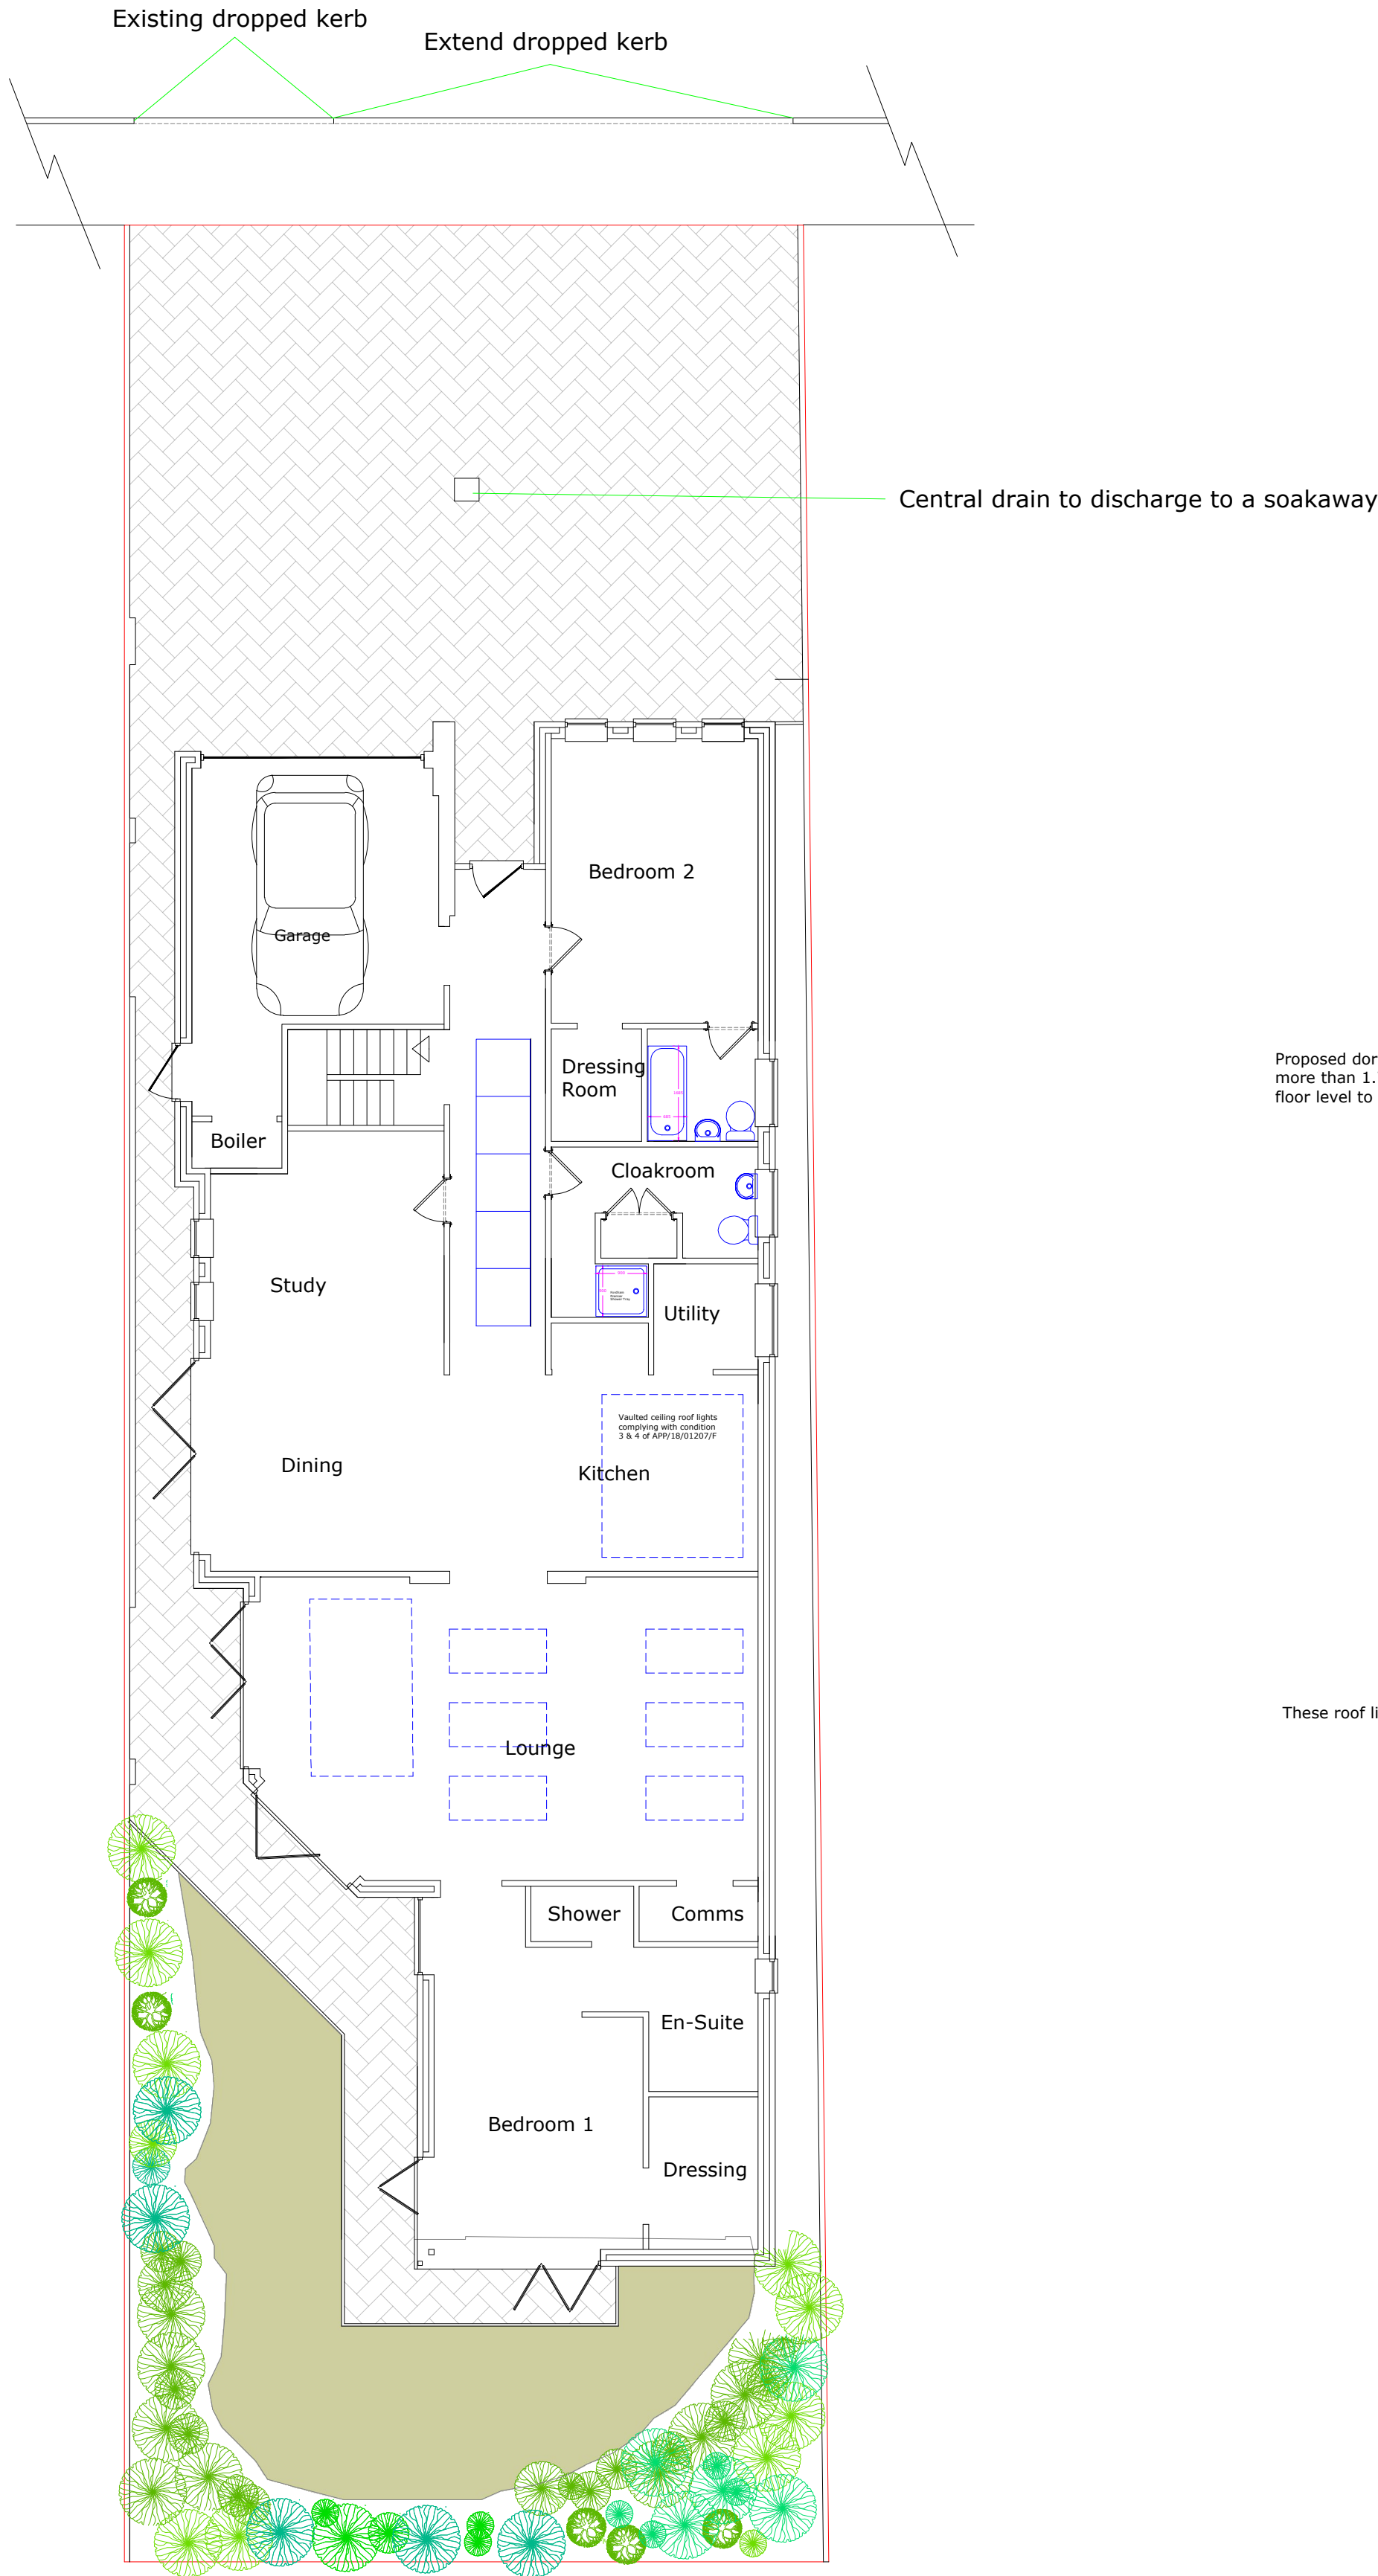 Existing dropped kerb
Extend dropped kerb
Central drain to discharge to a soakaway
Bedroom 2
Garage
Proposed dor
more than 1.
floor level to
Dressing
Room
Boiler
Cloakroom
Study
Utility
Vaulted ceiling roof lights
complying with condition
3 & 4 of APP/18/01207/F
Dining
Kitchen
These roof li
Lounge
Shower
Comms
En-Suite
Bedroom 1
Dressing